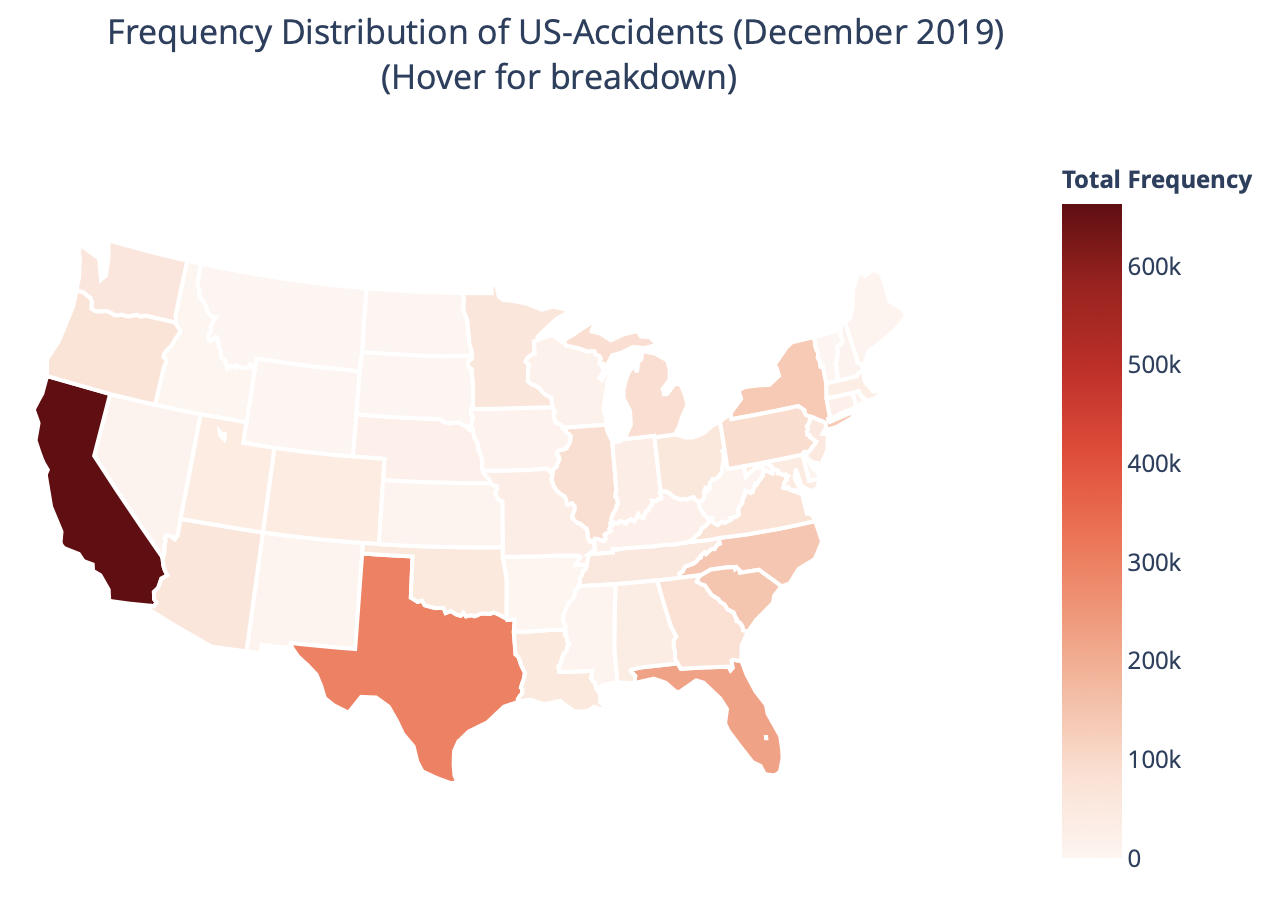 Frequency Distribution of US-Accidents (December 2019)
(Hover for breakdown)
Total Frequency
600k
500k
400k
300k
200k
100k
0